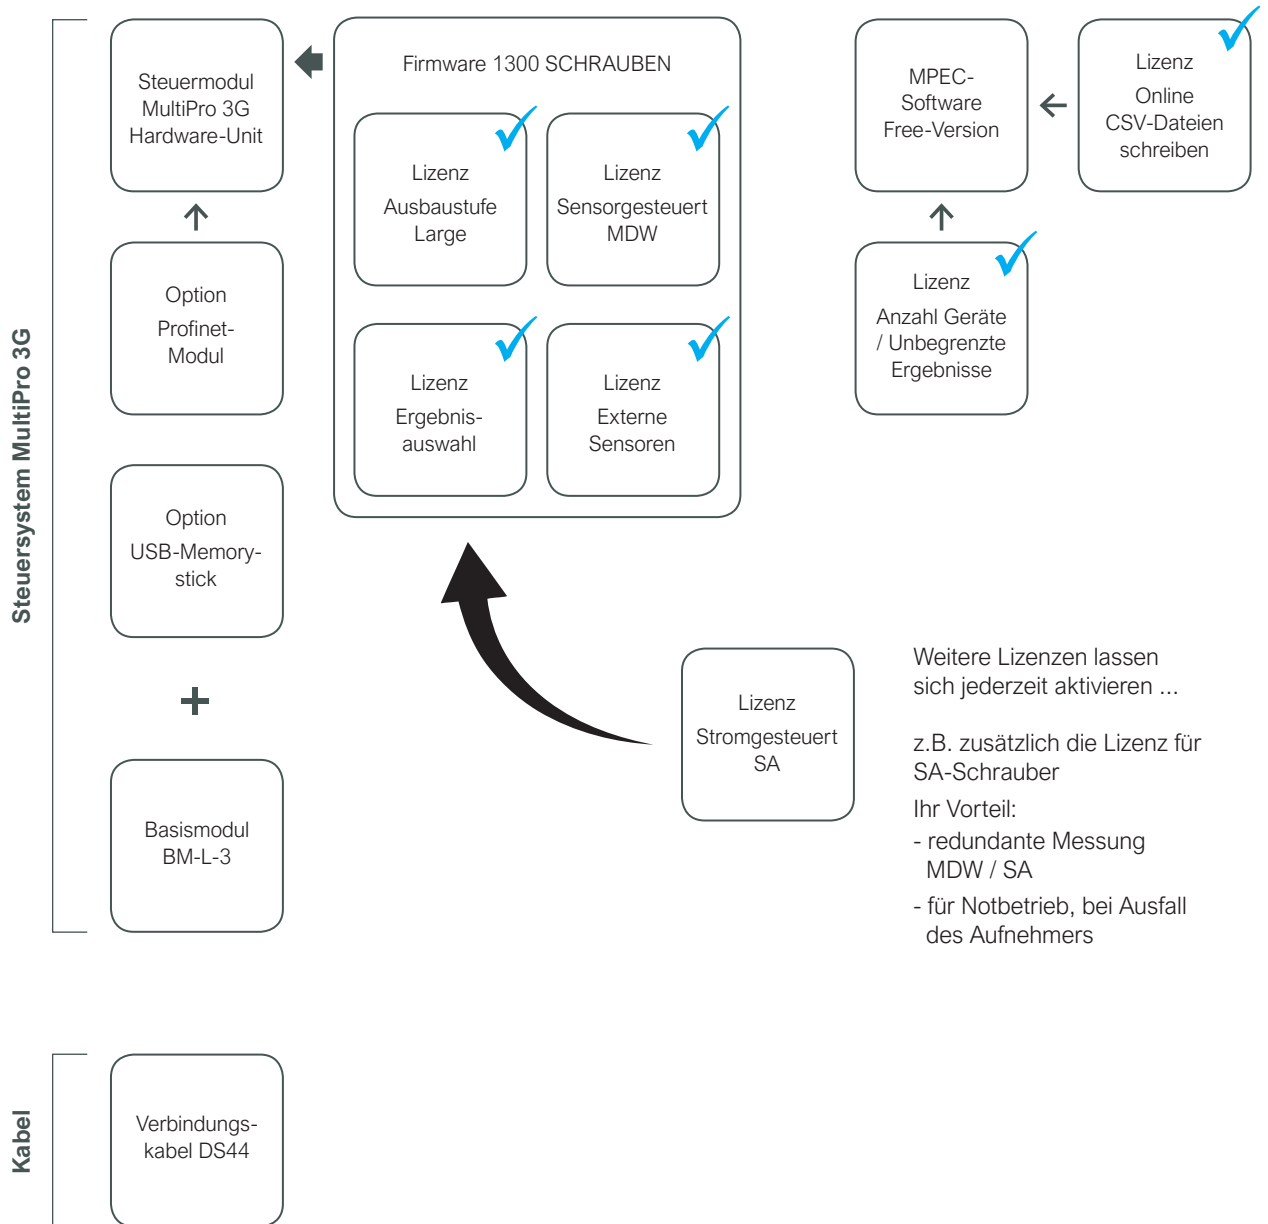 Steuersystem MultiPro 3G
Steuermodul
MultiPro 3G
Hardware-Unit
Option
Profinet-
Modul
Option
USB-Memory-
stick
Basismodul
BM-L-3
Firmware 1300 SCHRAUBEN
Lizenz
Ausbaustufe
Large
Lizenz
Sensorgesteuert
MDW
Lizenz
Ergebnis-
auswahl
Lizenz
Externe
Sensoren
MPEC-
Software
Free-Version
Lizenz
Online
CSV-Dateien
schreiben
Lizenz
Anzahl Geräte
/ Unbegrenzte
Ergebnisse
Lizenz
Stromgesteuert
SA
Weitere Lizenzen lassen
sich jederzeit aktivieren ...
z.B. zusätzlich die Lizenz für
SA-Schrauber
Ihr Vorteil:
- redundante Messung
MDW / SA
- für Notbetrieb, bei Ausfall
des Aufnehmers
Kabel
Verbindungs-
kabel DS44